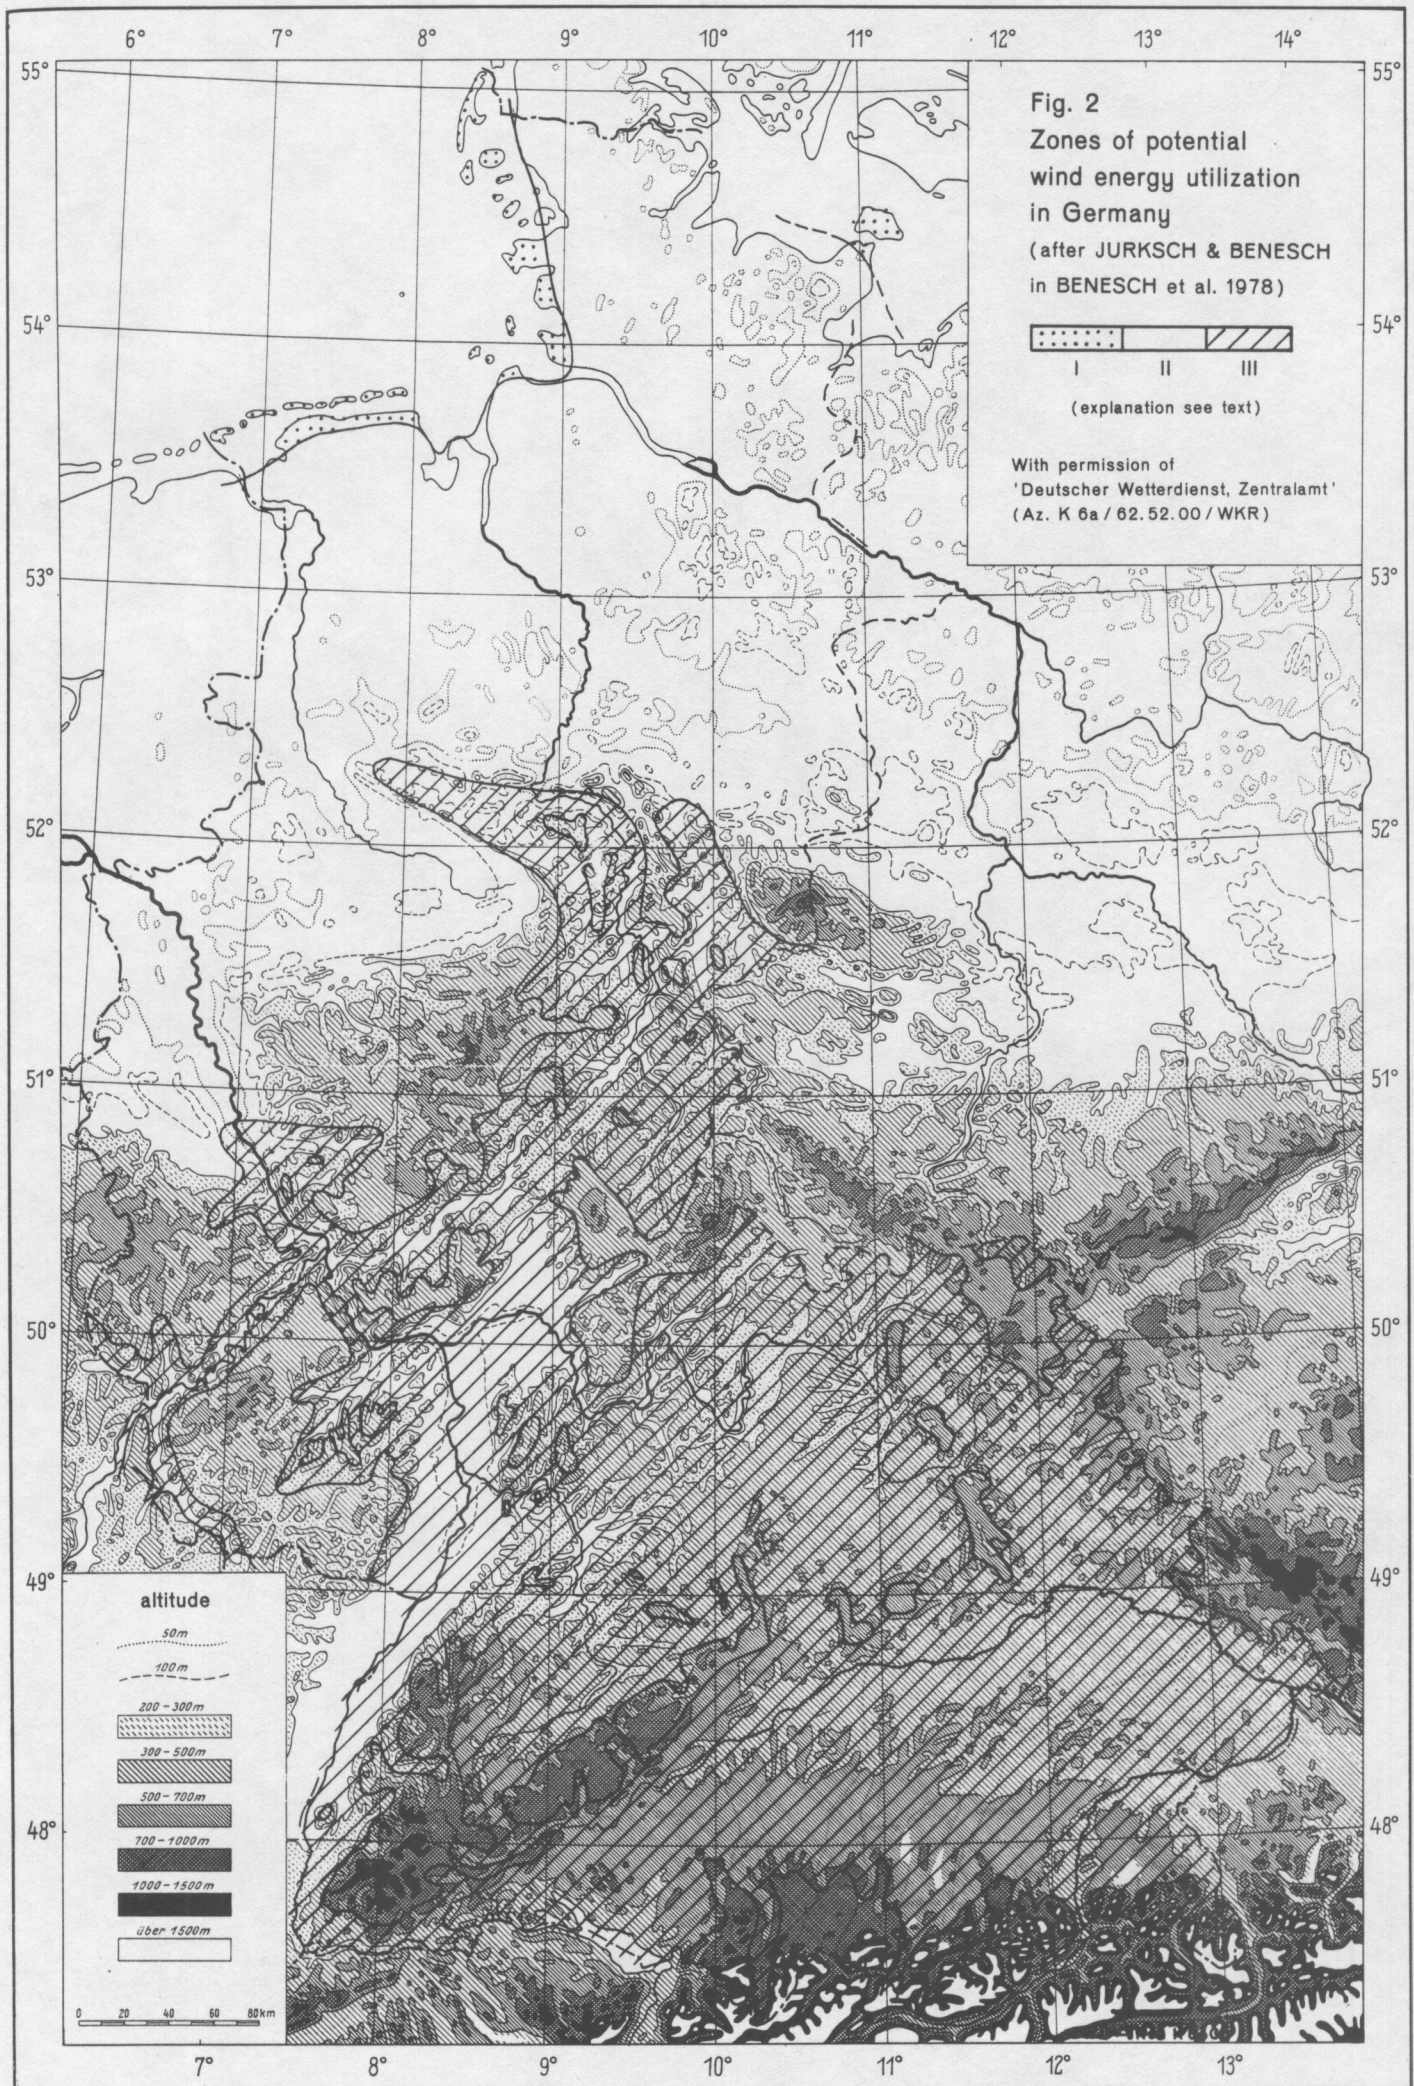 6° 7° 8° 9° 10° 11° 12° 13° 14°
55° 55°
Fig. 2
Zones of potential
wind energy utilization
in Germany
(after JURKSCH & BENESCH
in BENESCH et al. 1978)
54° 54°
I II III
(explanation see text)
With permission of
'Deutscher Wetterdienst, Zentralamt'
(Az. K 6a / 62.52.00 / WKR)
53° 53°
52° 52°
51° 51°
50° 50°
49° 49°
altitude
50m
100m
200-300m
300-500m
500-700m
48° 48°
700-1000m
1000-1500m
über 1500m
0 20 40 60 80km
7° 8° 9° 10° 11° 12° 13°